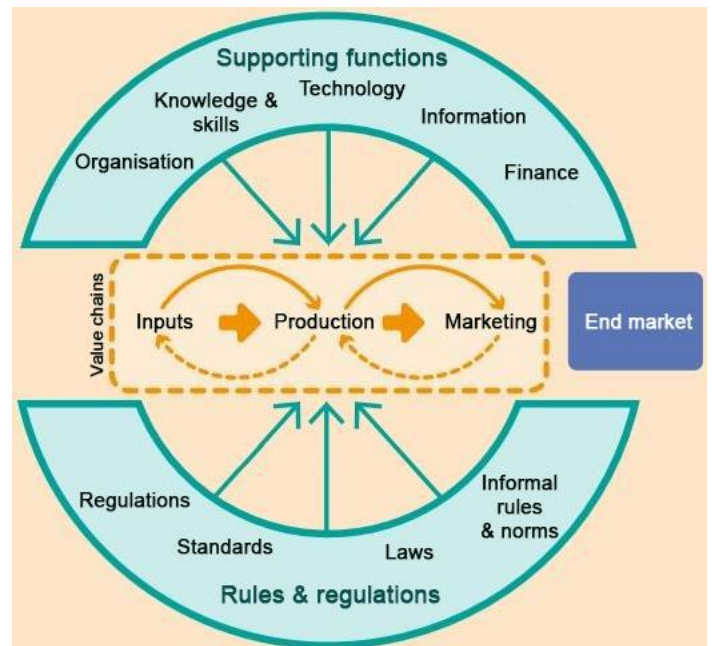 Supporting functions
Technology
Knowledge &
skills
Information
Organisation
Finance
Value chains
Inputs
Production
Marketing
End market
Regulations
Informal
rules
& norms
Standards
Laws
Rules & regulations